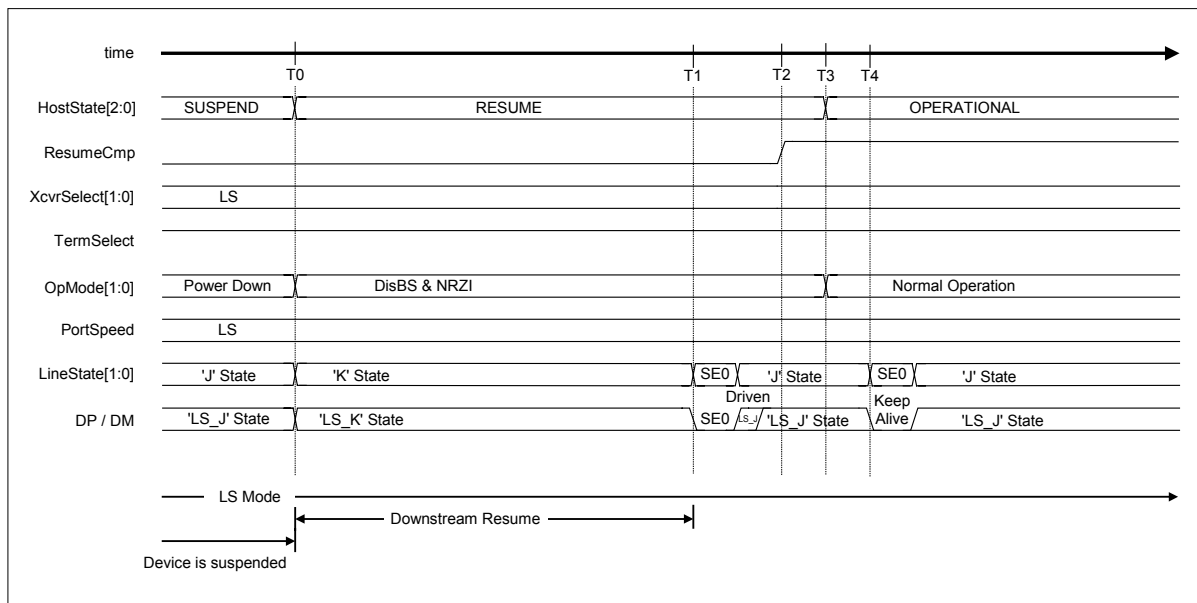 time
T0 T1 T2 T3 T4
HostState[2:0] SUSPEND RESUME OPERATIONAL
ResumeCmp
XcvrSelect[1:0] LS
TermSelect
OpMode[1:0] Power Down DisBS & NRZI Normal Operation
PortSpeed LS
LineState[1:0] 'J' State 'K' State SE0 'J' State SE0 'J' State
Driven Keep
DP / DM 'LS_J' State 'LS_K' State SE0 LS_J 'LS_J' State Alive 'LS_J' State
LS Mode
Downstream Resume
Device is suspended